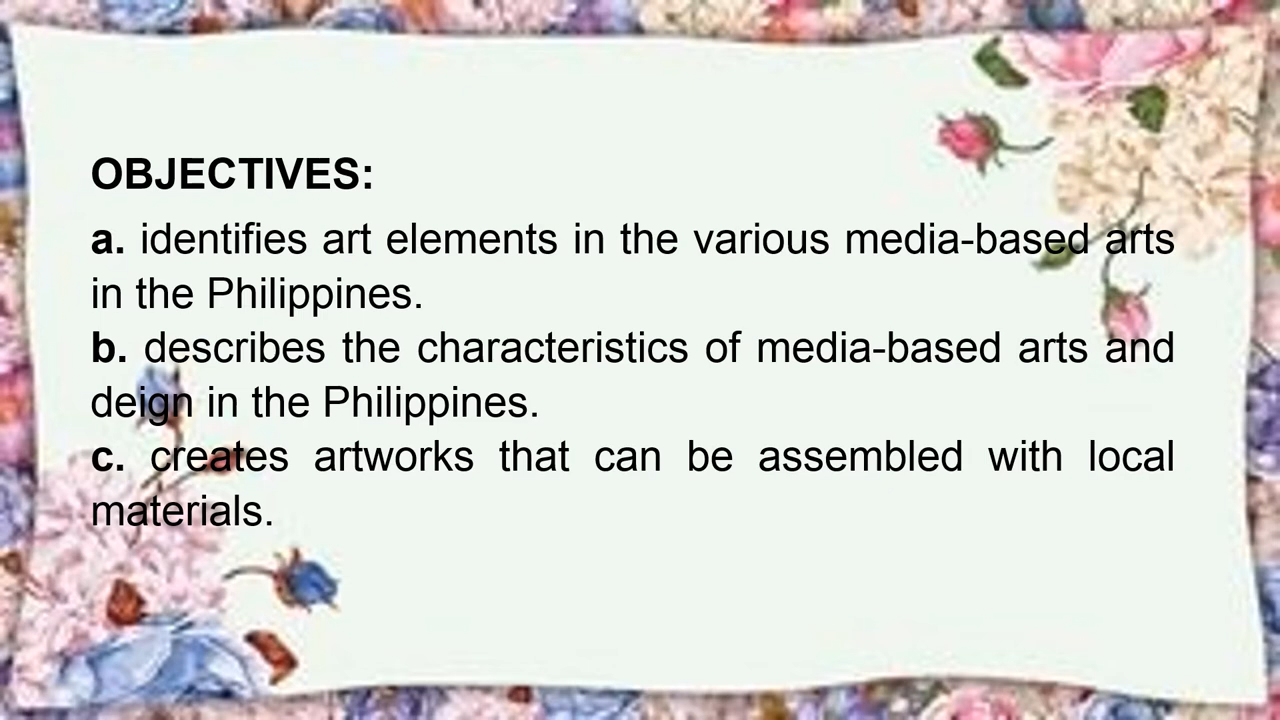 OBJECTIVES:
a. identifies art elements in the various media-based arts
in the Philippines.
b. describes the characteristics of media-based arts and
deign in the Philippines.
c. creates artworks that can be assembled with local
materials.